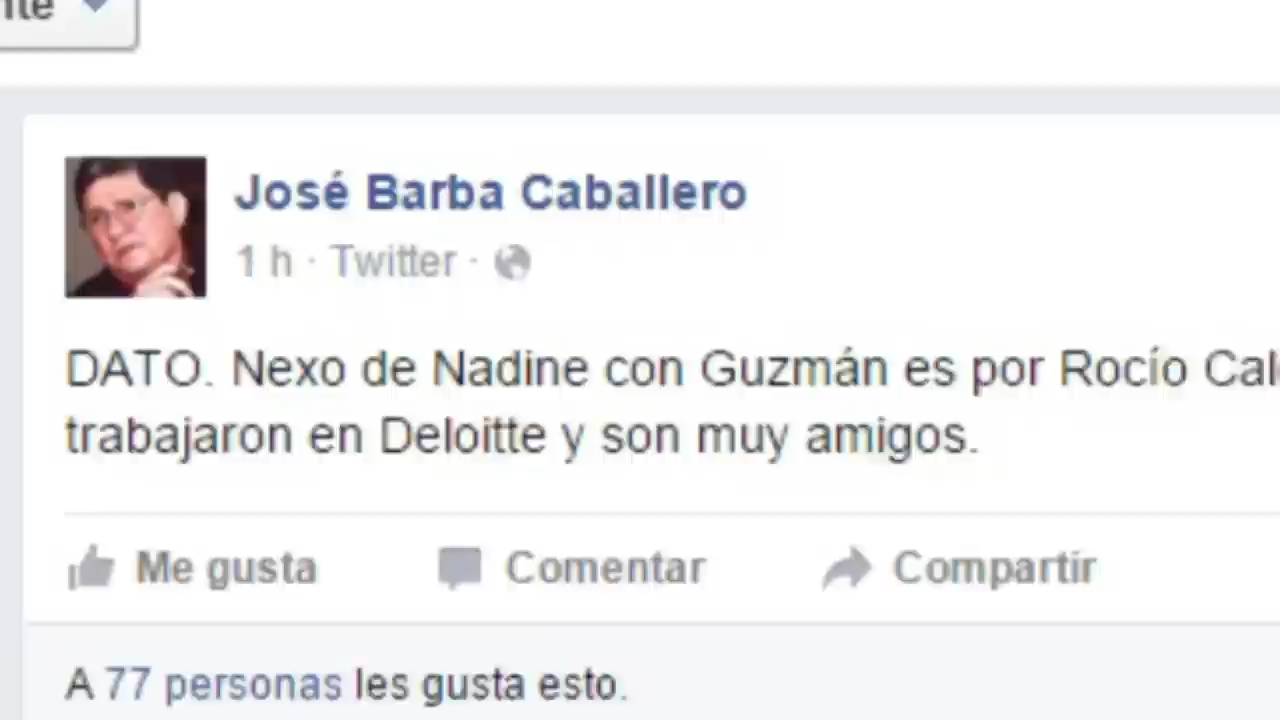 José Barba Caballero
1 h · Twitter ·
DATO. Nexo de Nadine con Guzmán es por Rocío
trabajaron en Deloitte y son muy amigos.
Me gusta Comentar Compartir
A 77 personas les gusta esto.